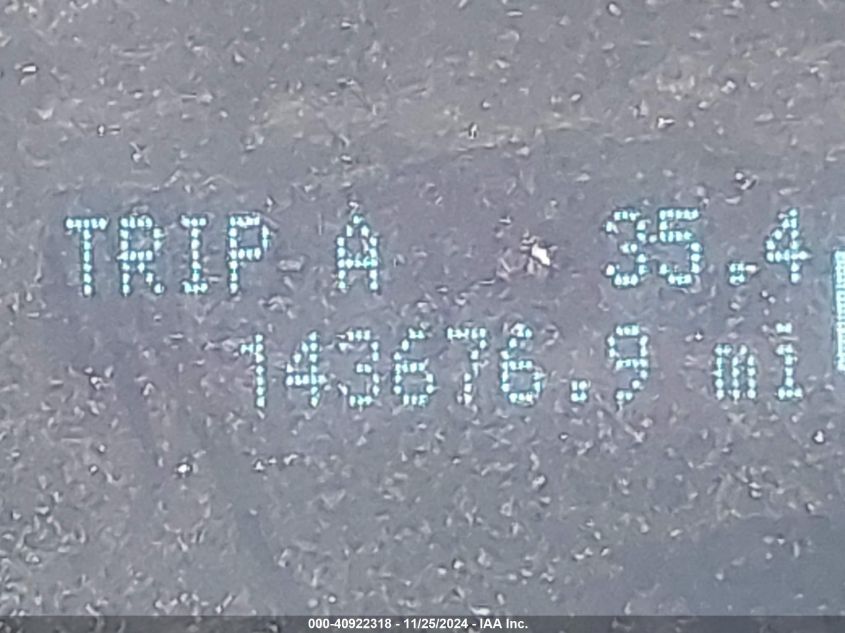 TRIP A 35.4
143676.9 mi
000-40922318 - 11/25/2024 - IAA Inc.